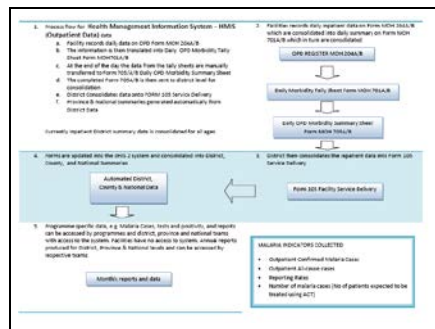 1. Process flow for Health Management Information System – HMIS
(Outpatient Data) data
a. Facility records daily data on OPD Form MOH 204A/B
b. The information is then translated into Daily OPD Morbidity Tally
Sheet Form MOH701A/B
c. At the end of the day the data from the tally sheets are manually
transferred to Form 705/A/B Daily OPD Morbidity Summary Sheet
d. The completed Form 705A/B is then sent to district level for
consolidation
e. District Consolidates data onto FORM 105 Service Delivery
f. Province & National Summaries generated automatically from
District Data
Currently inpatient District summary data is consolidated for all ages
2. Facilities records daily inpatient data on Form MOH 204A/B
which are consolidated into daily summary on Form MOH
701A/B which in turn are consolidated
OPD REGISTER MOH204A/B
Daily Morbidity Tally Sheet Form MOH 701A/B
Daily OPD Morbidity Summary Sheet
Form MOH 705A/B
3. District then consolidates the inpatient data into Form 105
Service Delivery
Form 105 Facility Service Delivery
4. Forms are updated into the DHIS 2 system and consolidated into District,
County, and National Summaries
Automated District,
County & National Data
5. Programme specific data, e.g. Malaria Cases, tests and positivity, and reports
can be accessed by programmes and district, province and national teams
with access to the system. Facilities have no access to system. Annual reports
produced for District, Province & National levels and can be accessed by
respective teams
Monthly reports and data
MALARIA INDICATORS COLLECTED
• Outpatient Confirmed Malaria Cases
• Outpatient All-cause cases
• Reporting Rates
• Number of malaria cases (No of patients expected to be
treated using ACT)